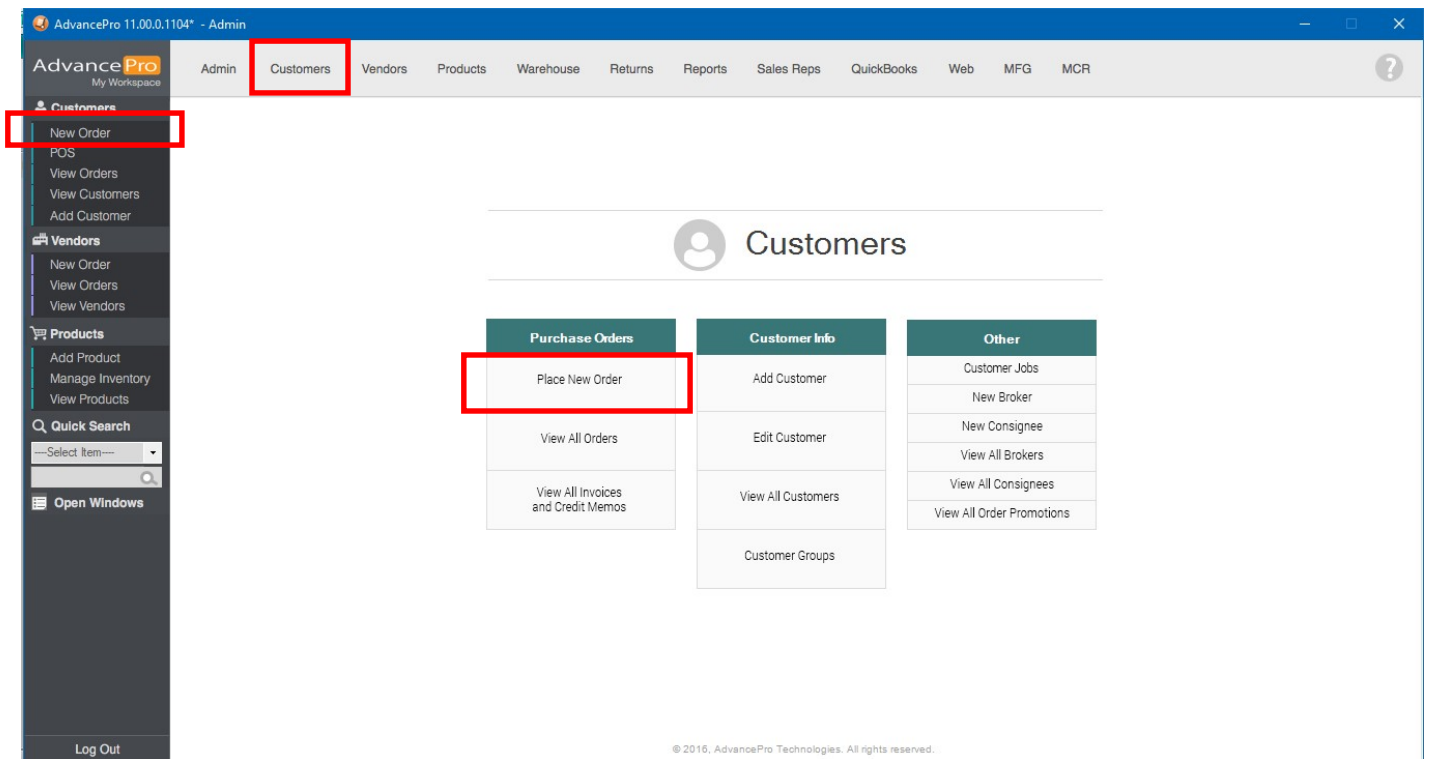 AdvancePro 11.00.0.1104* - Admin
AdvancePro
My Workspace
Admin Customers Vendors Products Warehouse Returns Reports Sales Reps QuickBooks Web MFG MCR
?
Customers
New Order
POS
View Orders
View Customers
Add Customer
Vendors
New Order
View Orders
View Vendors
Products
Add Product
Manage Inventory
View Products
Quick Search
----Select Item----
Open Windows
Log Out
Customers
Purchase Orders
Place New Order
View All Orders
View All Invoices
and Credit Memos
Customer Info
Add Customer
Edit Customer
View All Customers
Customer Groups
Other
Customer Jobs
New Broker
New Consignee
View All Brokers
View All Consignees
View All Order Promotions
© 2016, AdvancePro Technologies. All rights reserved.